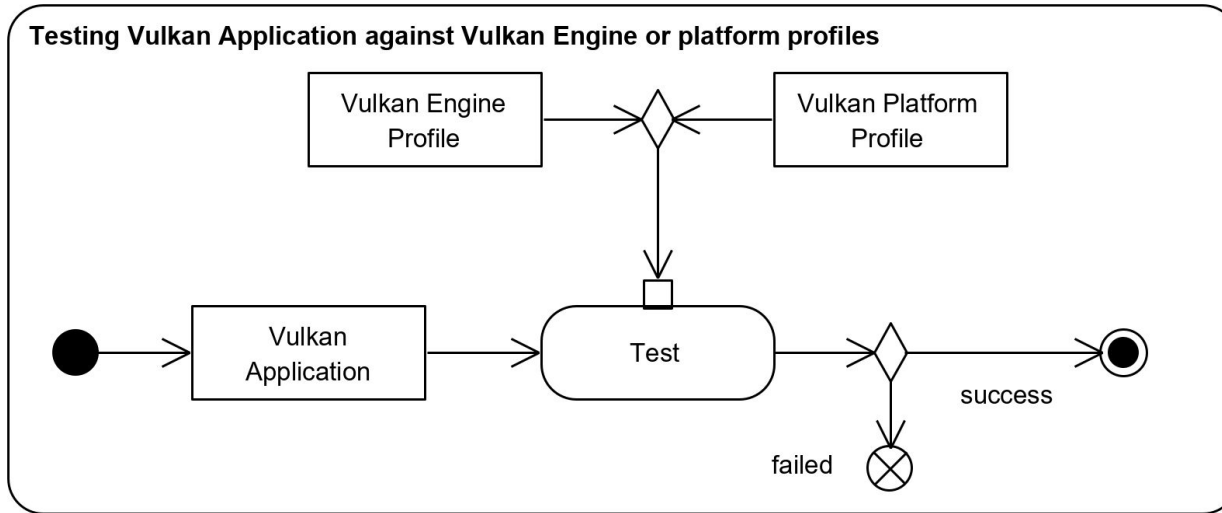 Testing Vulkan Application against Vulkan Engine or platform profiles
Vulkan Engine
Profile
Vulkan Platform
Profile
Vulkan
Application
Test
success
failed